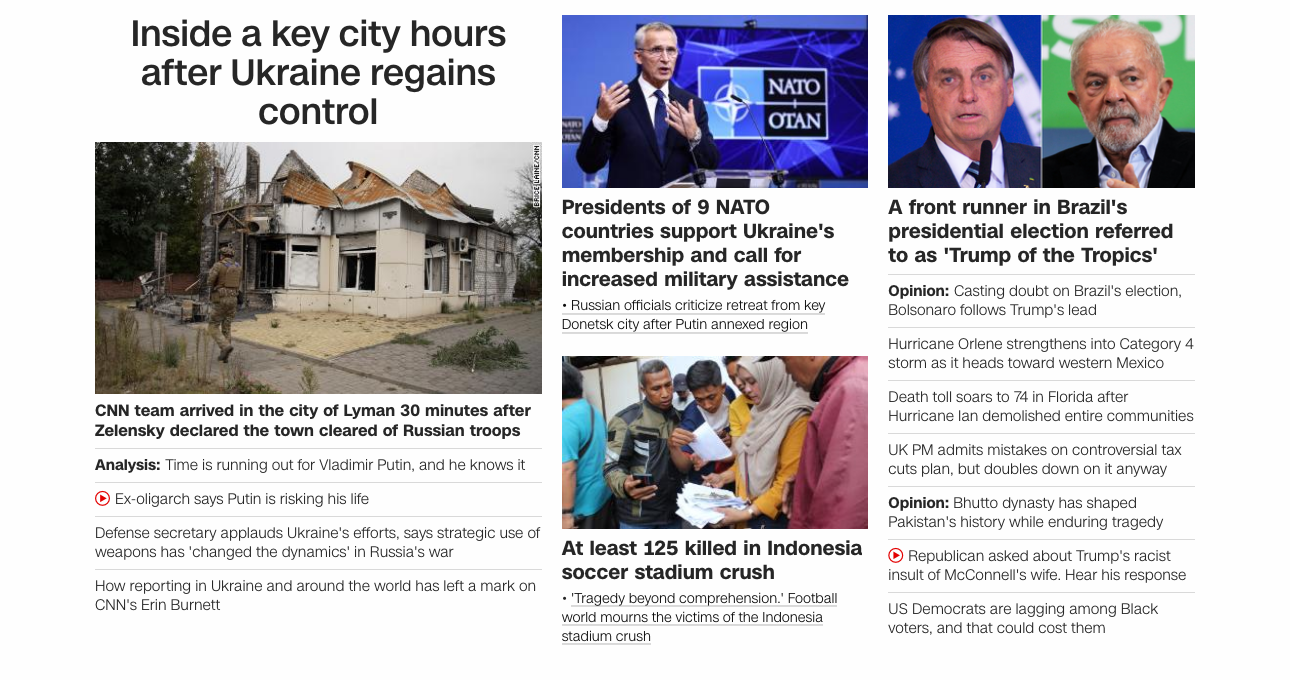 Inside a key city hours
after Ukraine regains
control
BRICE LAINE/CNN
CNN team arrived in the city of Lyman 30 minutes after
Zelensky declared the town cleared of Russian troops
Analysis: Time is running out for Vladimir Putin, and he knows it
Ex-oligarch says Putin is risking his life
Defense secretary applauds Ukraine's efforts, says strategic use of
weapons has 'changed the dynamics' in Russia's war
How reporting in Ukraine and around the world has left a mark on
CNN's Erin Burnett
NATO
OTAN
NATO
OTAN
Presidents of 9 NATO
countries support Ukraine's
membership and call for
increased military assistance
• Russian officials criticize retreat from key
Donetsk city after Putin annexed region
At least 125 killed in Indonesia
soccer stadium crush
• 'Tragedy beyond comprehension.' Football
world mourns the victims of the Indonesia
stadium crush
A front runner in Brazil's
presidential election referred
to as 'Trump of the Tropics'
Opinion: Casting doubt on Brazil's election,
Bolsonaro follows Trump's lead
Hurricane Orlene strengthens into Category 4
storm as it heads toward western Mexico
Death toll soars to 74 in Florida after
Hurricane Ian demolished entire communities
UK PM admits mistakes on controversial tax
cuts plan, but doubles down on it anyway
Opinion: Bhutto dynasty has shaped
Pakistan's history while enduring tragedy
Republican asked about Trump's racist
insult of McConnell's wife. Hear his response
US Democrats are lagging among Black
voters, and that could cost them